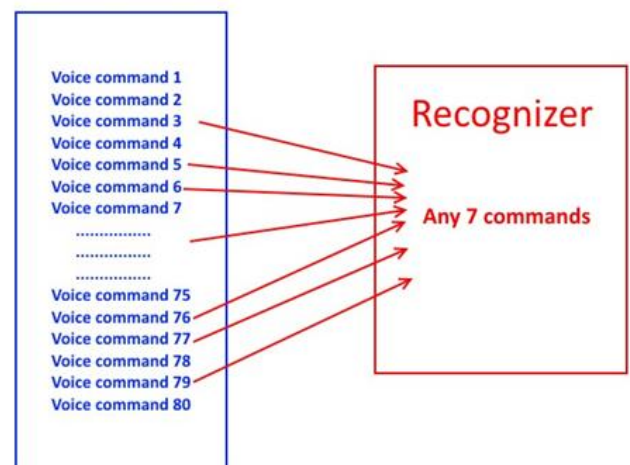 Voice command 1
Voice command 2
Voice command 3
Voice command 4
Voice command 5
Voice command 6
Voice command 7
................
................
................
Voice command 75
Voice command 76
Voice command 77
Voice command 78
Voice command 79
Voice command 80
Recognizer
Any 7 commands